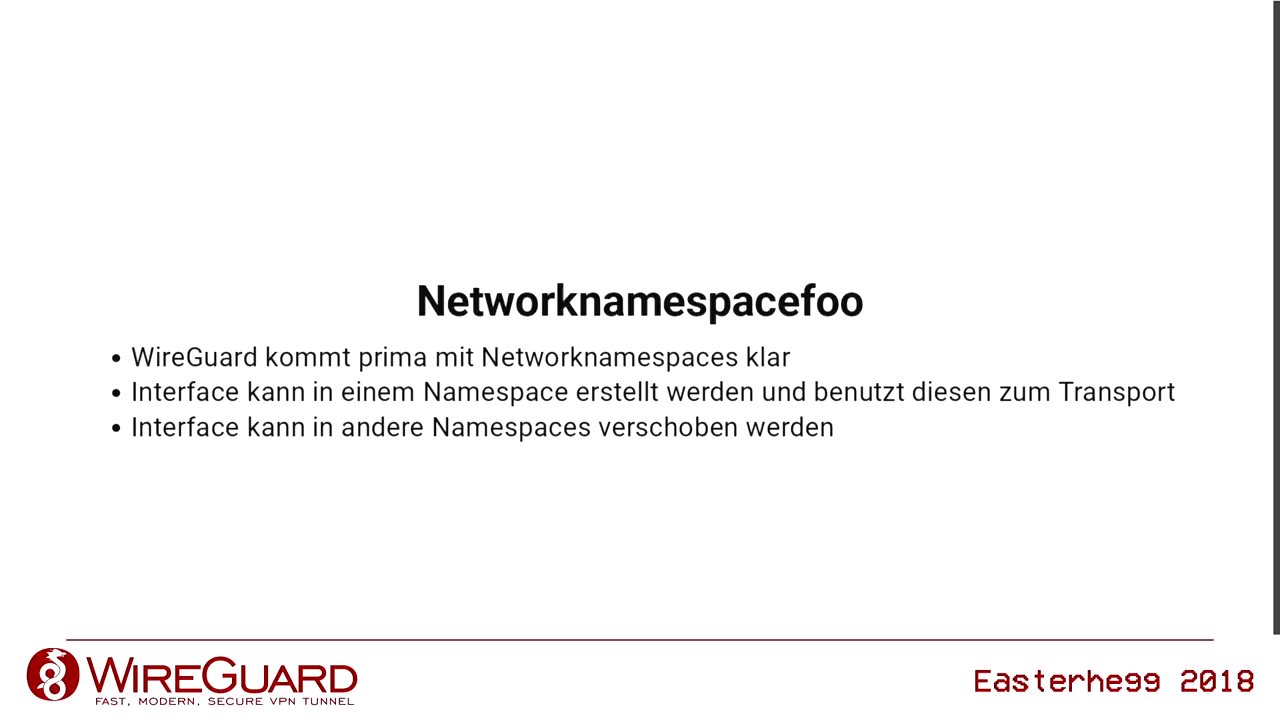 Networknamespacefoo
• WireGuard kommt prima mit Networknamespaces klar
• Interface kann in einem Namespace erstellt werden und benutzt diesen zum Transport
• Interface kann in andere Namespaces verschoben werden
WIREGUARD
FAST, MODERN, SECURE VPN TUNNEL
Easterhegg 2018